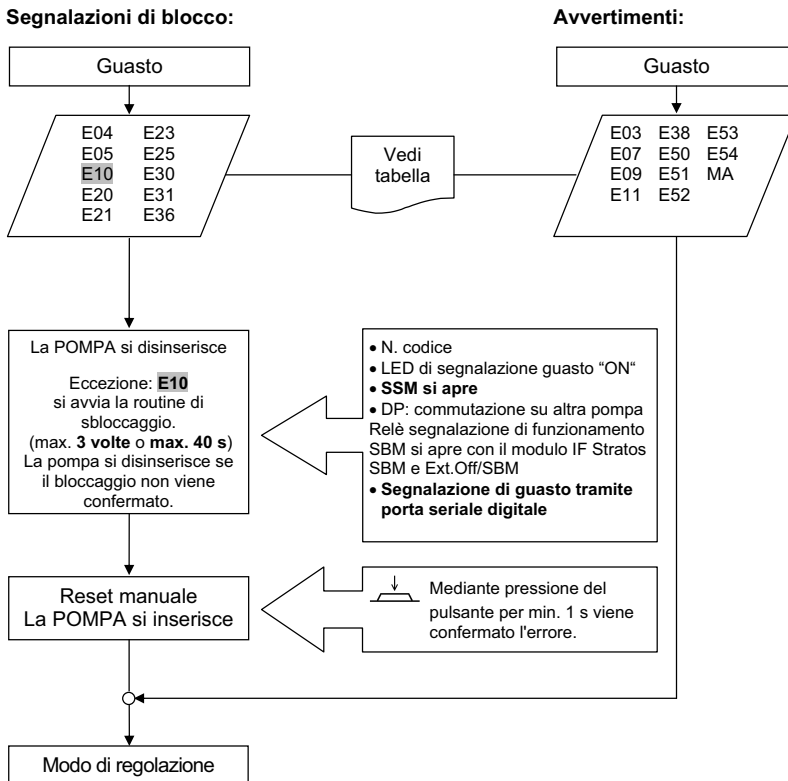 Segnalazioni di blocco:
Avvertimenti:
Guasto
Guasto
E04 E23
E05 E25
E10 E30
E20 E31
E21 E36
Vedi
tabella
E03 E38 E53
E07 E50 E54
E09 E51 MA
E11 E52
La POMPA si disinserisce
Eccezione: E10
si avvia la routine di
sbloccaggio.
(max. 3 volte o max. 40 s)
La pompa si disinserisce se
il bloccaggio non viene
confermato.
• N. codice
• LED di segnalazione guasto “ON“
• SSM si apre
• DP: commutazione su altra pompa
Relè segnalazione di funzionamento
SBM si apre con il modulo IF Stratos
SBM e Ext.Off/SBM
• Segnalazione di guasto tramite
porta seriale digitale
Reset manuale
La POMPA si inserisce
Mediante pressione del
pulsante per min. 1 s viene
confermato l'errore.
Modo di regolazione